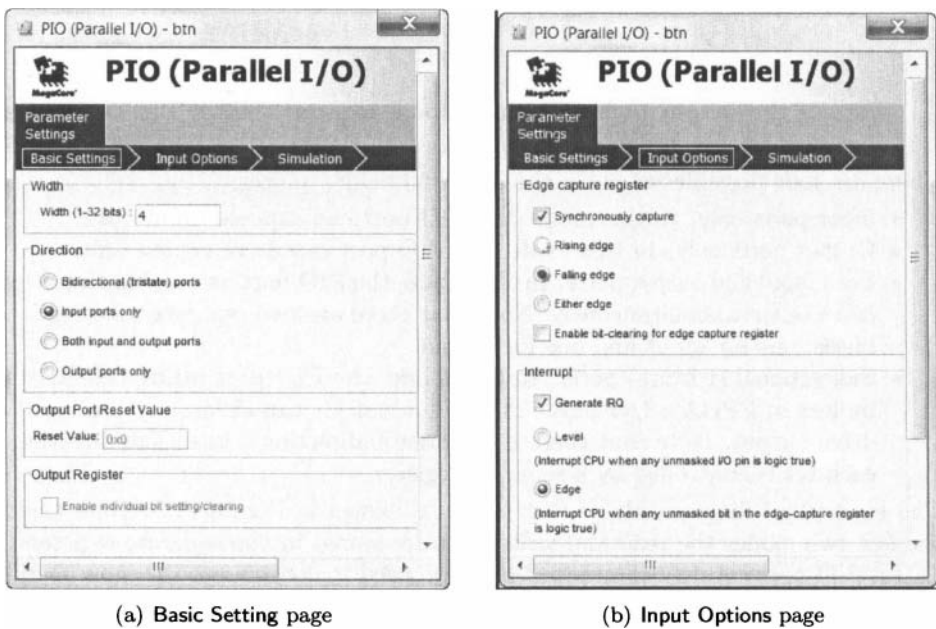 PIO (Parallel I/O) - btn
MegaCore'
PIO (Parallel I/O)
Parameter
Settings
Basic Settings
Input Options
Simulation
Width
Width (1-32 bits) :
4
Direction
Bidirectional (tristate) ports
Input ports only
Both input and output ports
Output ports only
Output Port Reset Value
Reset Value:
0x0
Output Register
Enable individual bit setting/clearing
(a) Basic Setting page
PIO (Parallel I/O) - btn
MegaCore'
PIO (Parallel I/O)
Parameter
Settings
Basic Settings
Input Options
Simulation
Edge capture register
Synchronously capture
Rising edge
Falling edge
Either edge
Enable bit-clearing for edge capture register
Interrupt
Generate IRQ
Level
(Interrupt CPU when any unmasked I/O pin is logic true)
Edge
(Interrupt CPU when any unmasked bit in the edge-capture register
is logic true)
(b) Input Options page